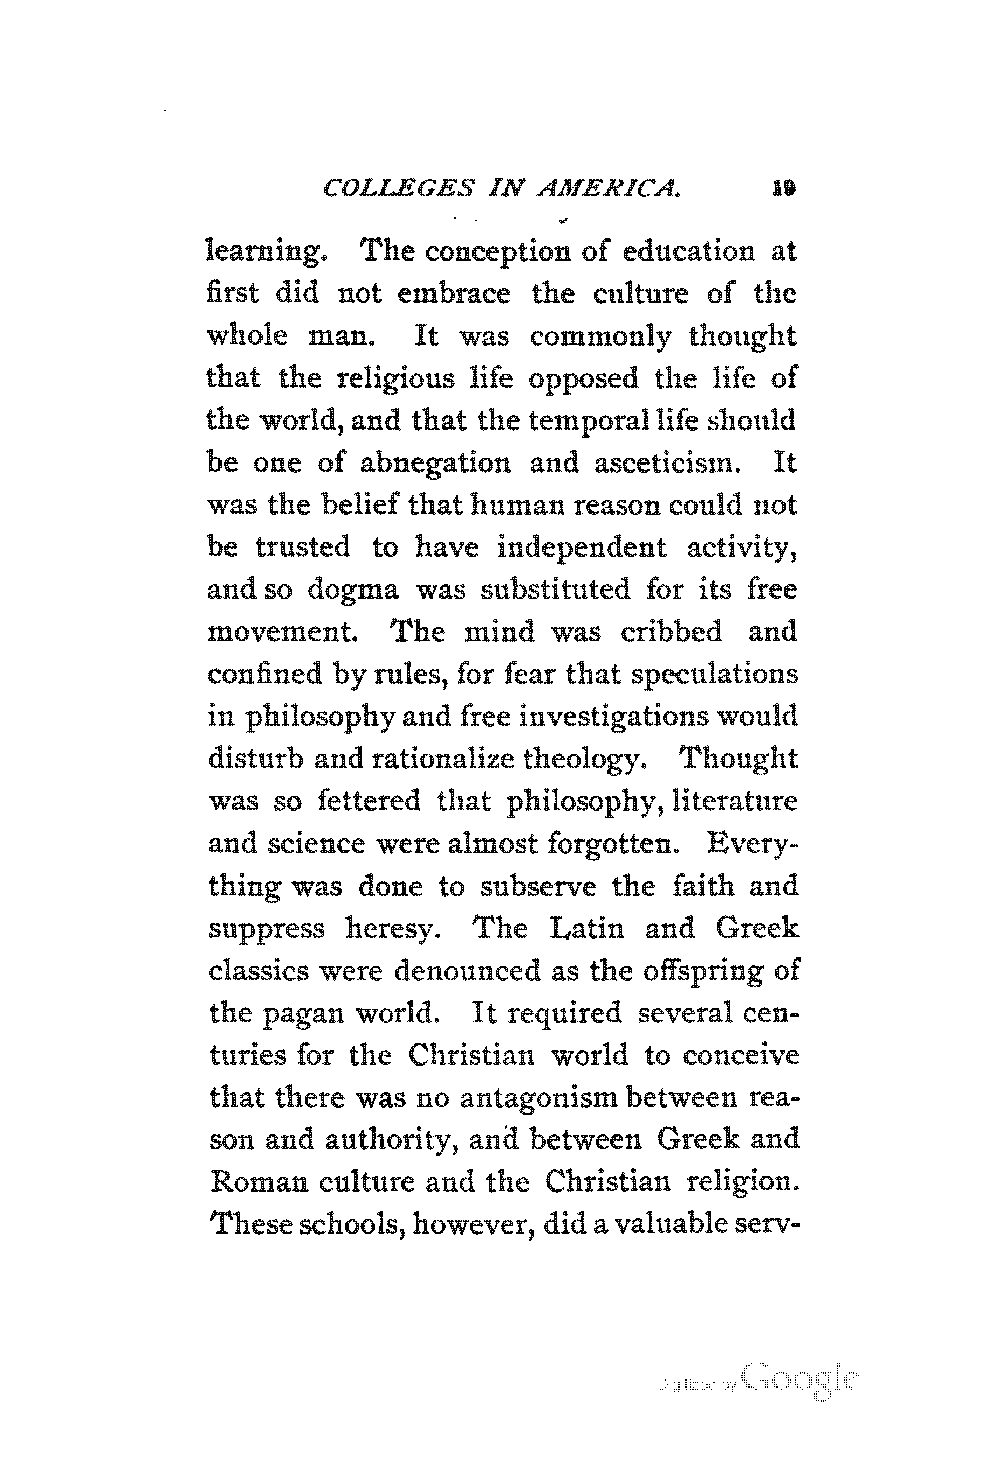 COLLEGES IN AMERICA. 19
learning. The conception of education at
first did not embrace the culture of the
whole man. It was commonly thought
that the religious life opposed the life of
the world, and that the temporal life should
be one of abnegation and asceticism. It
was the belief that human reason could not
be trusted to have independent activity,
and so dogma was substituted for its free
movement. The mind was cribbed and
confined by rules, for fear that speculations
in philosophy and free investigations would
disturb and rationalize theology. Thought
was so fettered that philosophy, literature
and science were almost forgotten. Every-
thing was done to subserve the faith and
suppress heresy. The Latin and Greek
classics were denounced as the offspring of
the pagan world. It required several cen-
turies for the Christian world to conceive
that there was no antagonism between rea-
son and authority, and between Greek and
Roman culture and the Christian religion.
These schools, however, did a valuable serv-
Digitized by Google